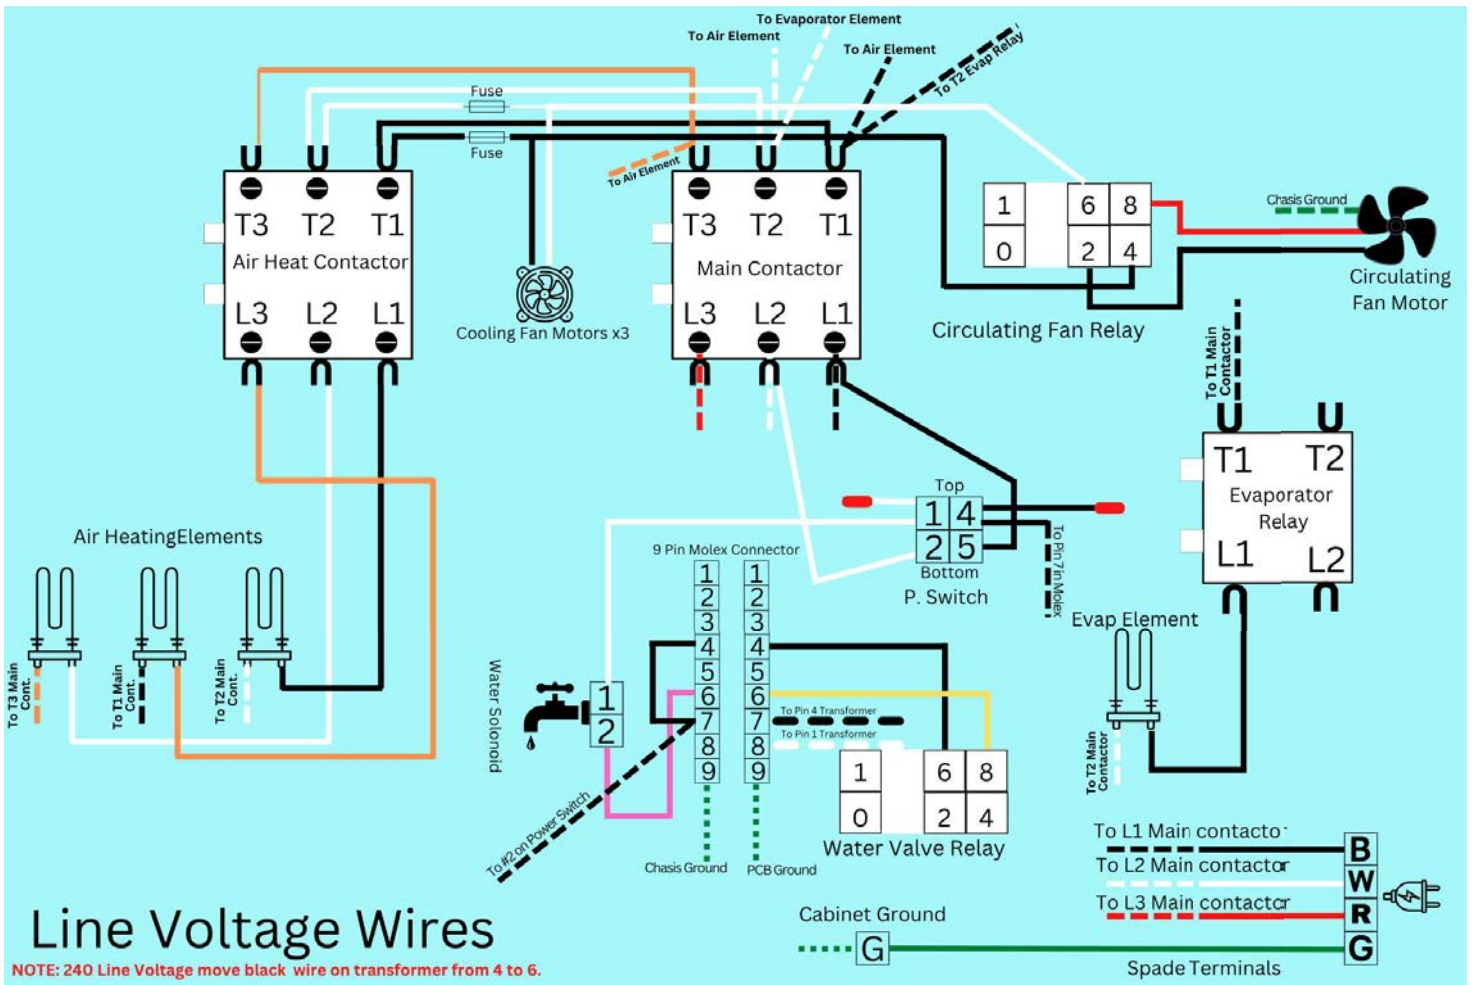 To Evaporator Element
To Air Element
To Air Element
To T2 Evap Relay
Fuse
Fuse
To Air Element
T3 T2 T1
Air Heat Contactor
L3 L2 L1
T3 T2 T1
Main Contactor
L3 L2 L1
Cooling Fan Motors x3
1 6 8
0 2 4
Circulating Fan Relay
Chasis Ground
Circulating
Fan Motor
To T1 Main
Contactor
T1 T2
Evaporator
Relay
L1 L2
Top
1 4
2 5
Bottom
P. Switch
To Pin 7 in Molex
Air HeatingElements
To T3 Main
Cont.
To T1 Main
Cont.
To T2 Main
Cont.
9 Pin Molex Connector
1 1
2 2
3 3
4 4
5 5
6 6
7 7
8 8
9 9
To Pin 4 Transformer
To Pin 1 Transformer
Water Solonoid
1
2
To #2 on Power Switch
Chasis Ground
PCB Ground
1 6 8
0 2 4
Water Valve Relay
Evap Element
To T2 Main
Contactor
To L1 Main contacto
B
To L2 Main contactor
W
To L3 Main contactor
R
Cabinet Ground
G
G
Spade Terminals
Line Voltage Wires
NOTE: 240 Line Voltage move black wire on transformer from 4 to 6.